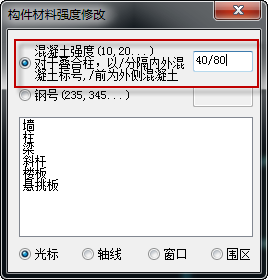 构件材料强度修改
混凝土强度(10,20...)
对于叠合柱,以/分隔内外混
凝土标号,/前为外侧混凝土
40/80
钢号(235,345...)
墙
柱
梁
斜杆
楼板
悬挑板
光标
轴线
窗口
围区